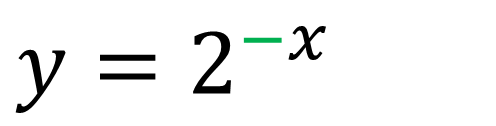 y = 2⁻ˣ